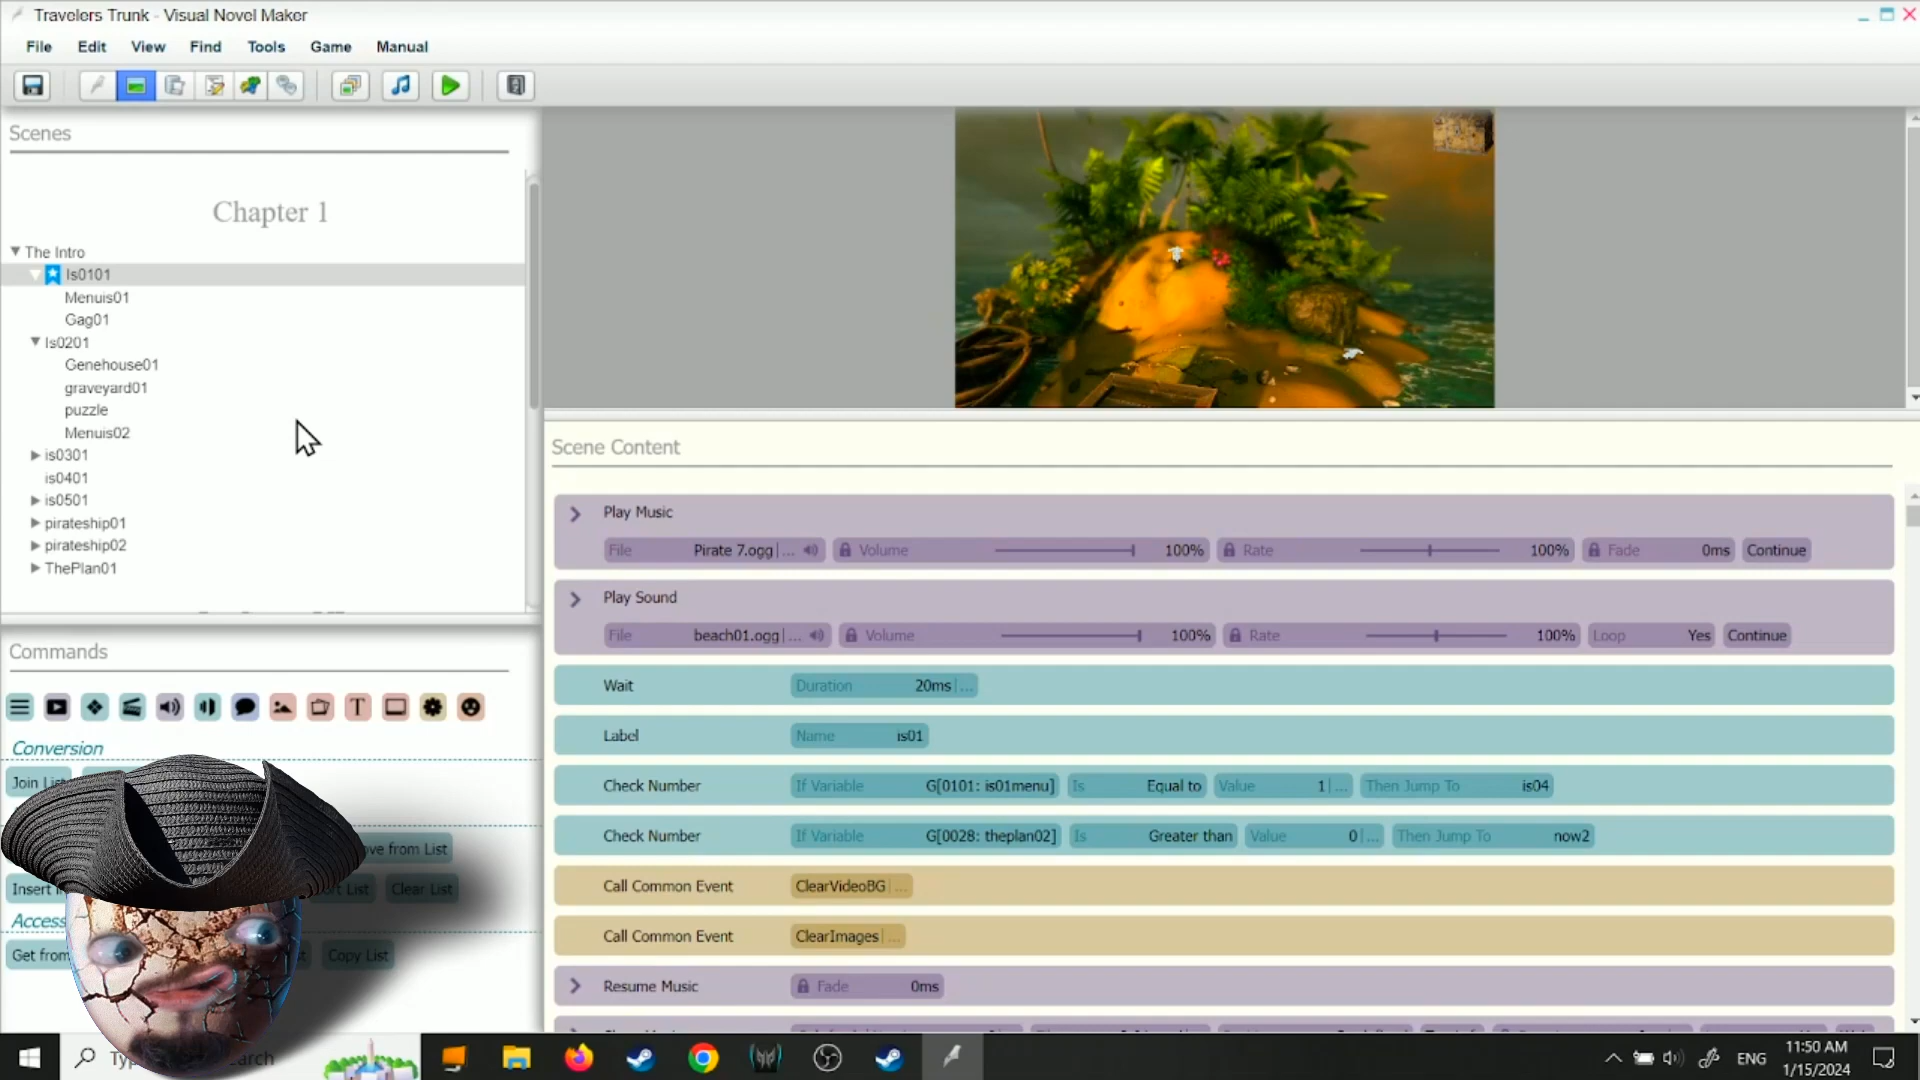 Travelers Trunk - Visual Novel Maker
File Edit View Find Tools Game Manual
Scenes
Chapter 1
The Intro
Is0101
Menuis01
Gag01
Is0201
Genehouse01
graveyard01
puzzle
Menuis02
is0301
is0401
is0501
pirateship01
pirateship02
ThePlan01
Commands
Conversion
Join List
ove from List
Insert Clear List
Access
Get from Copy List
Scene Content
Play Music
File Pirate 7.ogg ... Volume 100% Rate 100% Fade 0ms Continue
Play Sound
File beach01.ogg ... Volume 100% Rate 100% Loop Yes Continue
Wait Duration 20ms ...
Label Name is01
Check Number If Variable G[0101: is01menu] Is Equal to Value 1 ... Then Jump To is04
Check Number If Variable G[0028: theplan02] Is Greater than Value 0 ... Then Jump To now2
Call Common Event ClearVideoBG ...
Call Common Event ClearImages ...
Resume Music Fade 0ms
ENG
11:50 AM
1/15/2024